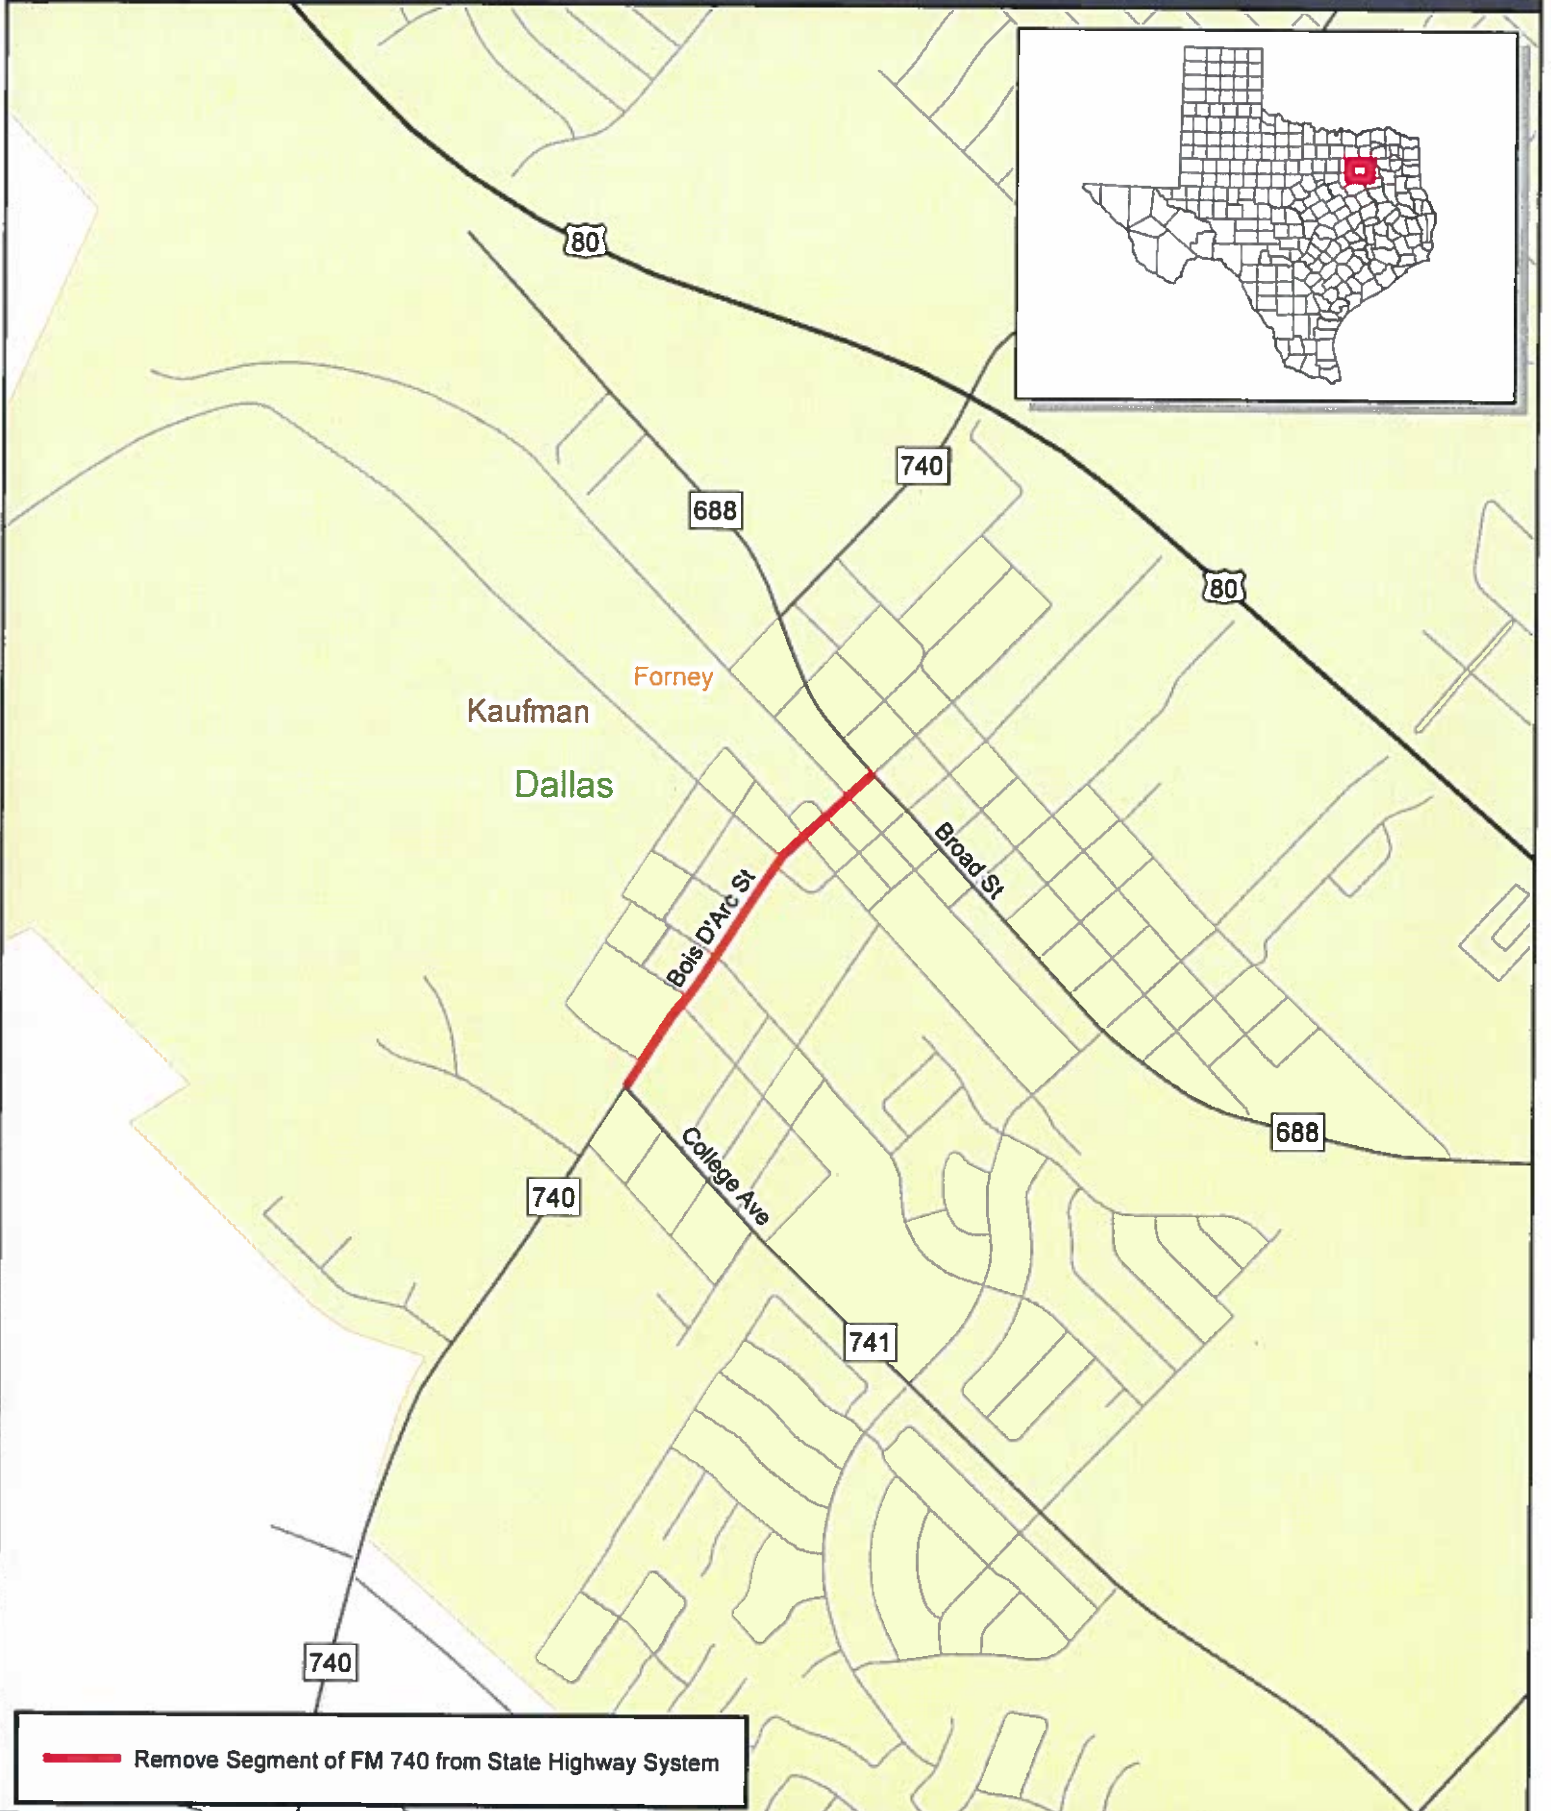 80
740
688
80
Forney
Kaufman
Dallas
Broad St
Bois D'Arc St
688
College Ave
740
741
740
Remove Segment of FM 740 from State Highway System